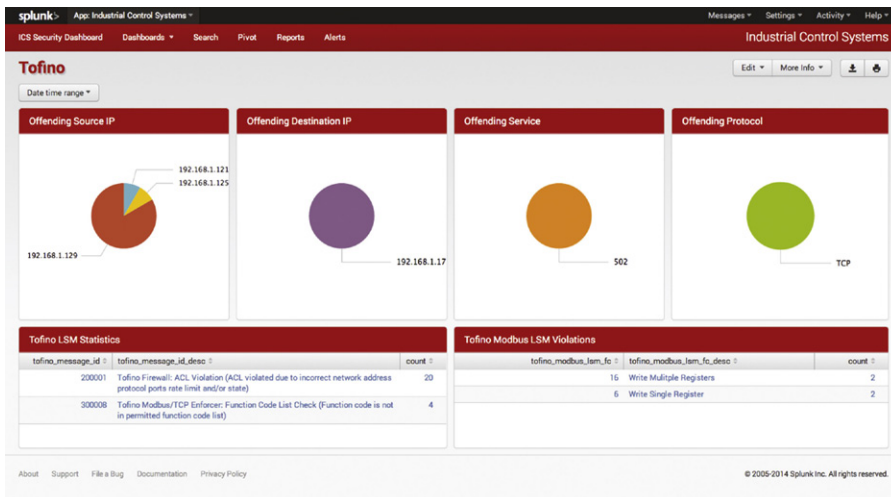 splunk> App: Industrial Control Systems Messages Settings Activity Help
ICS Security Dashboard Dashboards Search Pivot Reports Alerts Industrial Control Systems
Tofino Edit More Info
Date time range
Offending Source IP
192.168.1.121
192.168.1.125
192.168.1.129
Offending Destination IP
192.168.1.17
Offending Service
502
Offending Protocol
TCP
Tofino LSM Statistics
tofino_message_id tofino_message_id_desc count
200001 Tofino Firewall: ACL Violation (ACL violated due to incorrect network address 20
protocol ports rate limit and/or state)
300008 Tofino Modbus/TCP Enforcer: Function Code List Check (Function code is not 4
in permitted function code list)
Tofino Modbus LSM Violations
tofino_modbus_lsm_fc tofino_modbus_lsm_fc_desc count
16 Write Mulitple Registers 2
6 Write Single Register 2
About Support File a Bug Documentation Privacy Policy © 2005-2014 Splunk Inc. All rights reserved.